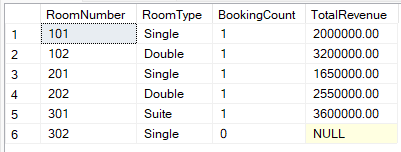 RoomNumber RoomType BookingCount TotalRevenue
1 101 Single 1 2000000.00
2 102 Double 1 3200000.00
3 201 Single 1 1650000.00
4 202 Double 1 2550000.00
5 301 Suite 1 3600000.00
6 302 Single 0 NULL